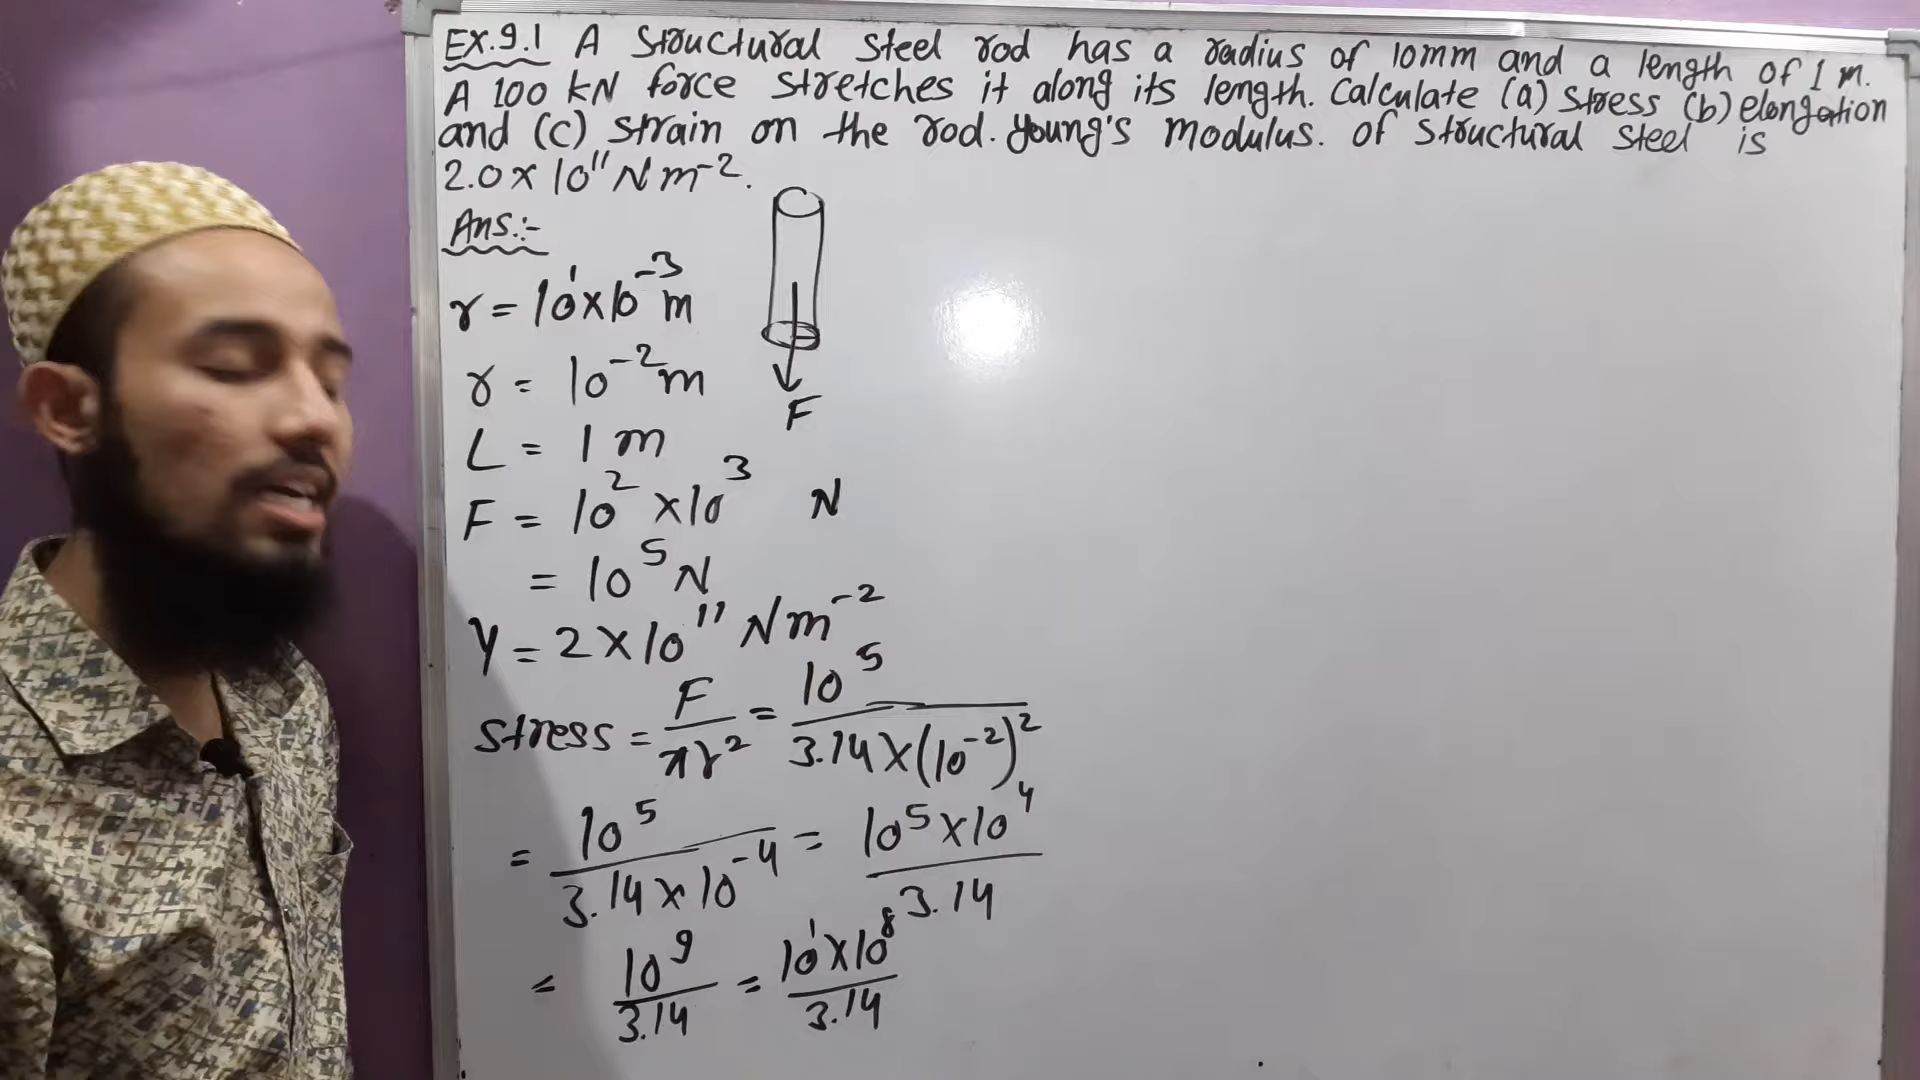 EX.9.1 A Structural Steel rod has a radius of 10mm and a length of 1 m.
A 100 kN force stretches it along its length. Calculate (a) Stress (b) elongation
and (c) strain on the rod. Young's Modulus. of Structural Steel is
2.0 × 10¹¹ N m⁻².
Ans:-
r = 10¹×10⁻³ m
r = 10⁻² m
L = 1 m
F = 10² × 10³ N
= 10⁵ N
Y = 2 × 10¹¹ N m⁻²
F
stress = F/πr² = 10⁵/3.14×(10⁻²)²
= 10⁵/3.14×10⁻⁴ = 10⁵×10⁴/3.14
= 10⁹/3.14 = 10¹×10⁸/3.14